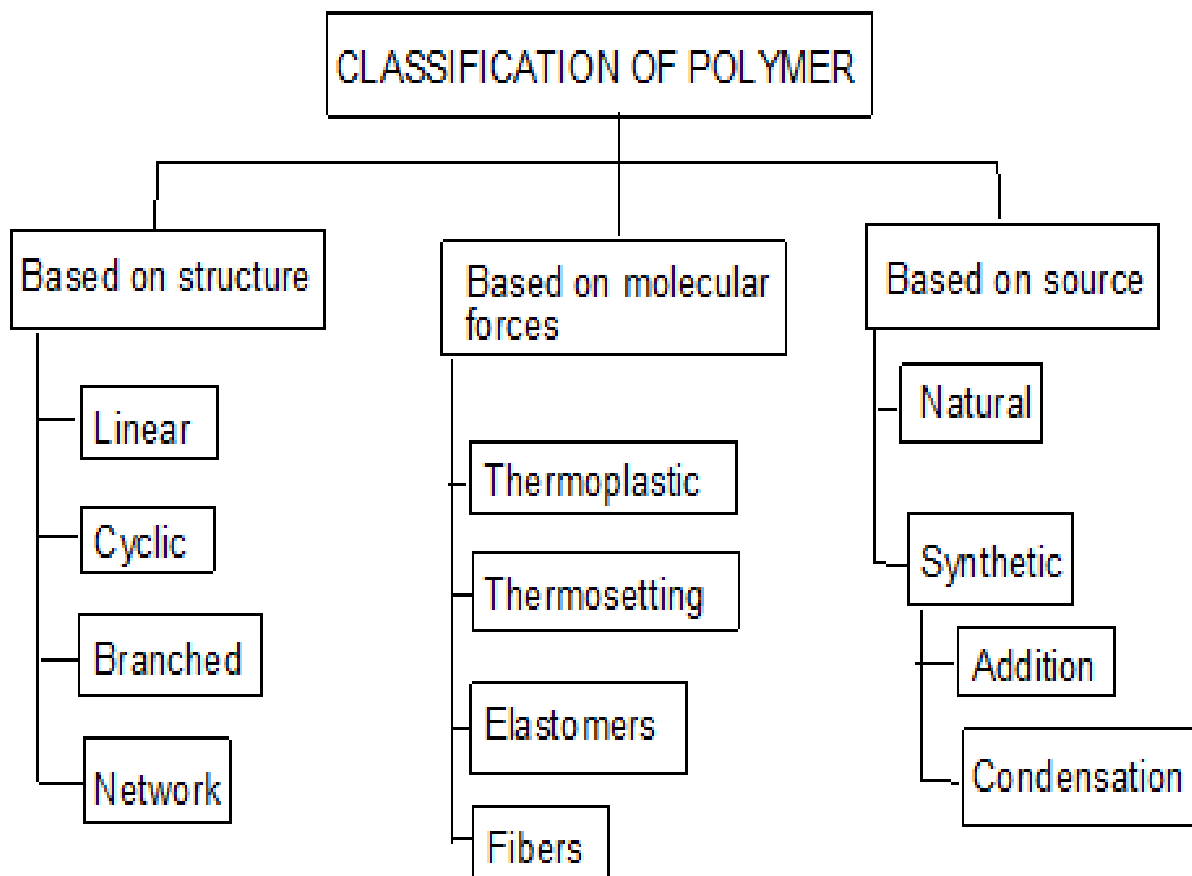 CLASSIFICATION OF POLYMER
Based on structure
Linear
Cyclic
Branched
Network
Based on molecular
forces
Thermoplastic
Thermosetting
Elastomers
Fibers
Based on source
Natural
Synthetic
Addition
Condensation